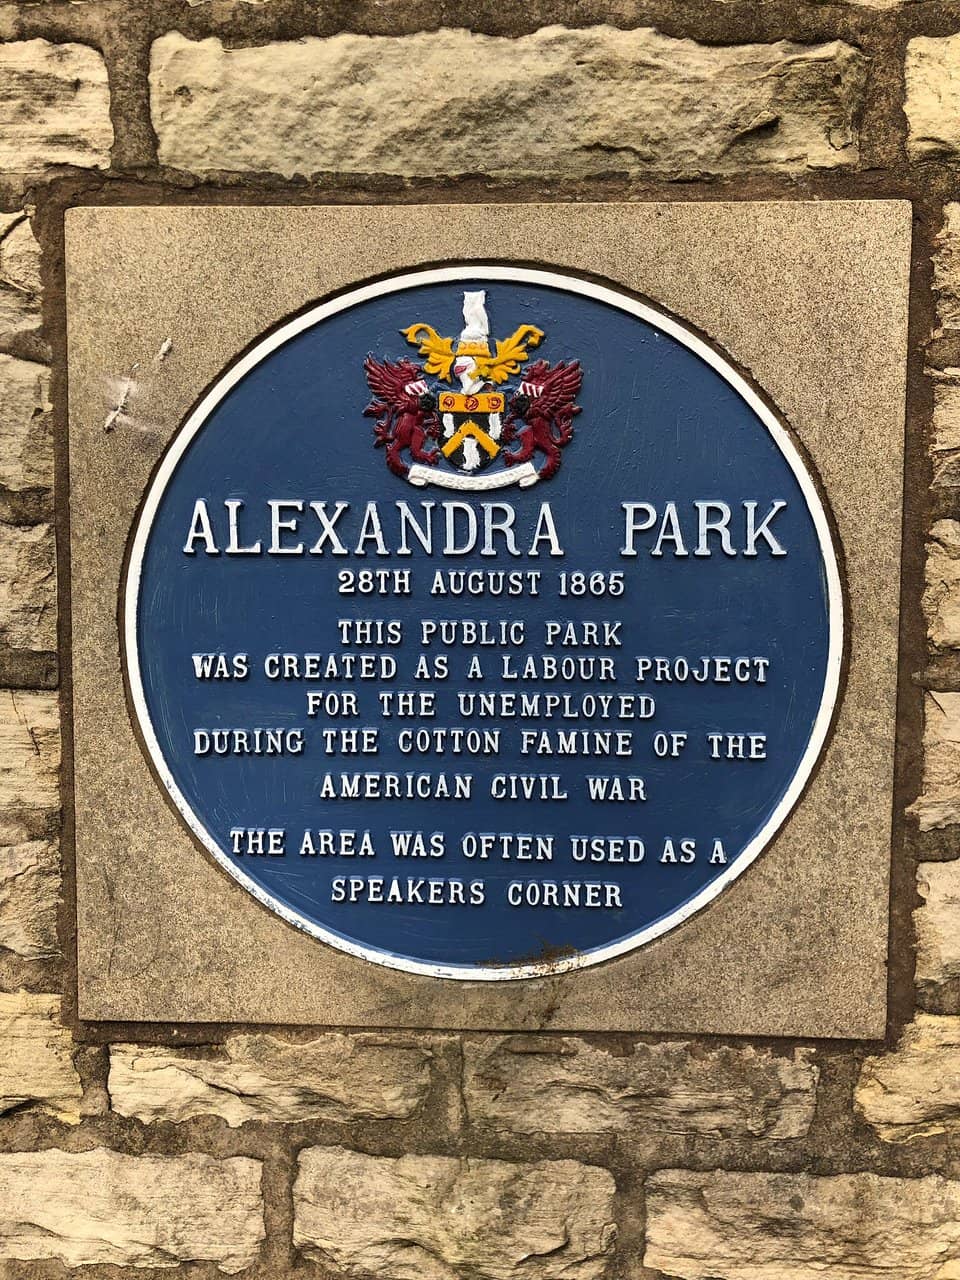 ALEXANDRA PARK
28TH AUGUST 1865
THIS PUBLIC PARK
WAS CREATED AS A LABOUR PROJECT
FOR THE UNEMPLOYED
DURING THE COTTON FAMINE OF THE
AMERICAN CIVIL WAR
THE AREA WAS OFTEN USED AS A
SPEAKERS CORNER